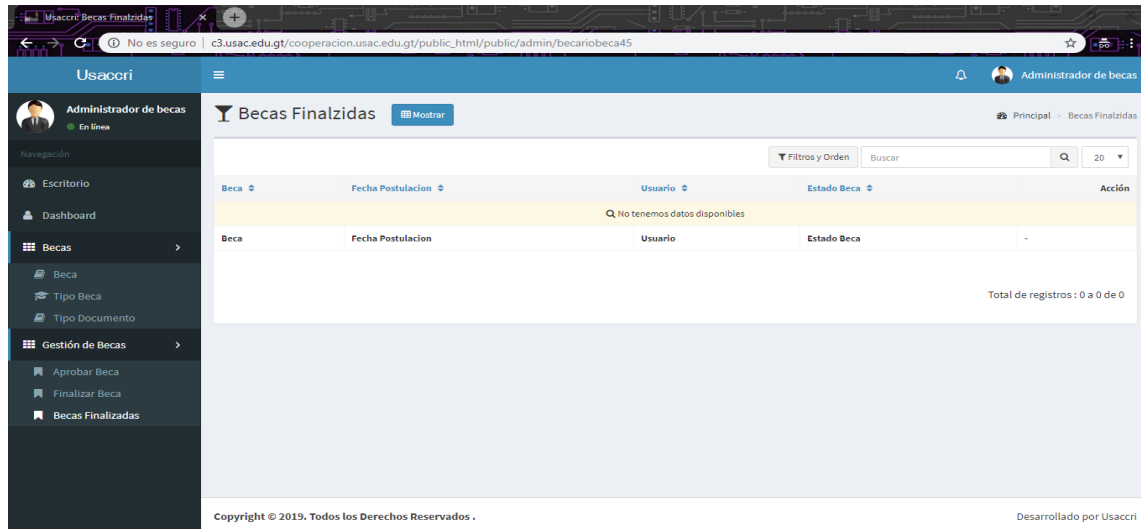 Usaccri: Becas Finalzidas
No es seguro | c3.usac.edu.gt/cooperacion.usac.edu.gt/public_html/public/admin/becariobeca45
Usaccri
Administrador de becas
Administrador de becas
En línea
Becas Finalzidas Mostrar
Principal > Becas Finalzidas
Navegación
Filtros y Orden Buscar 20
Escritorio
Beca Fecha Postulacion Usuario Estado Beca Acción
Dashboard
No tenemos datos disponibles
Beca Fecha Postulacion Usuario Estado Beca -
Becas
Beca
Tipo Beca
Total de registros : 0 a 0 de 0
Tipo Documento
Gestión de Becas
Aprobar Beca
Finalizar Beca
Becas Finalizadas
Copyright © 2019. Todos los Derechos Reservados .
Desarrollado por Usaccri